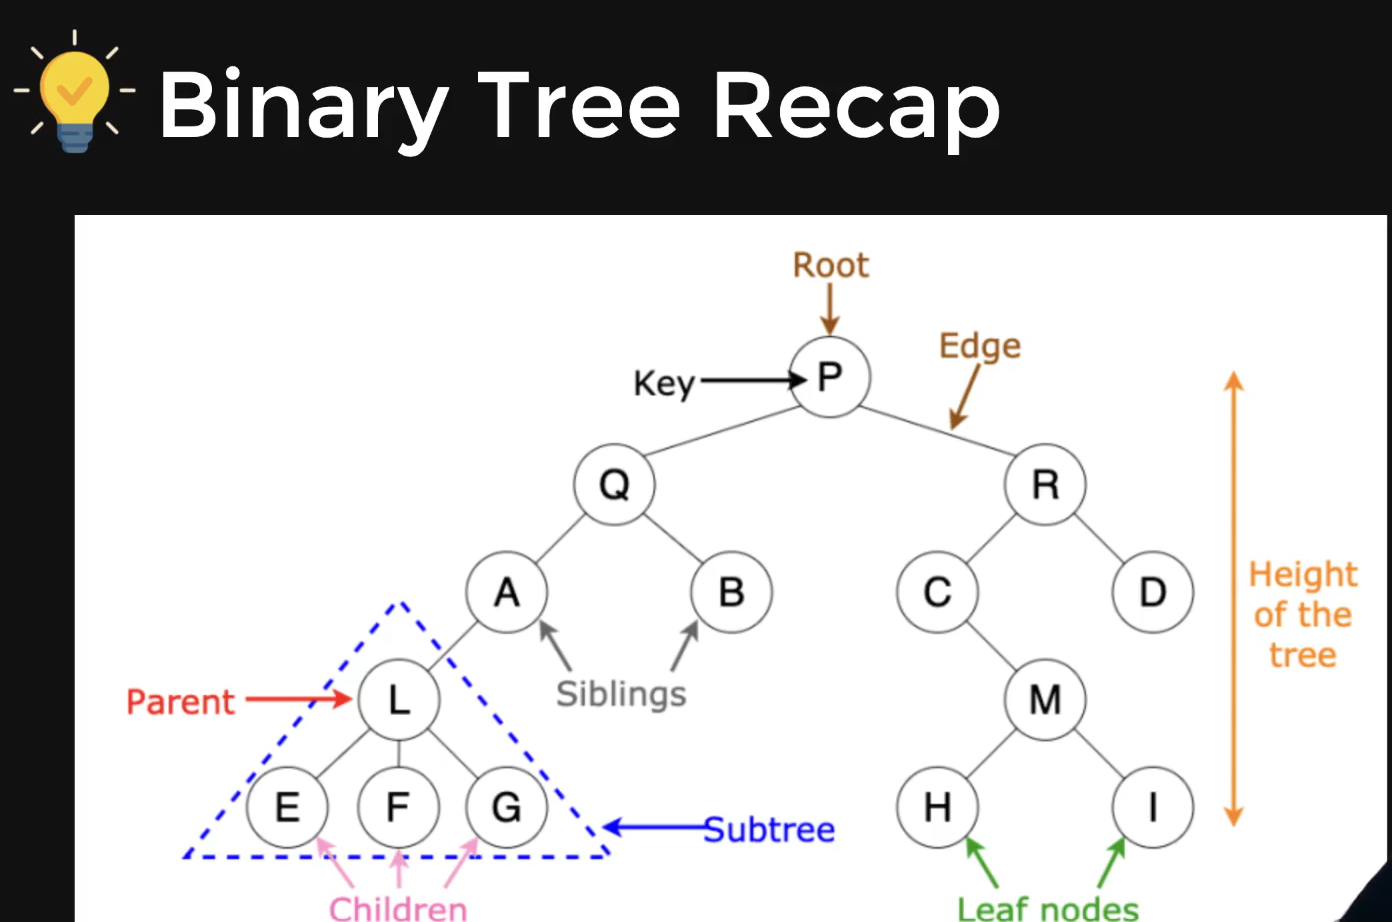 Binary Tree Recap
Root
Edge
Key
P
Q
R
A
B
C
D
Height
of the
tree
Siblings
Parent
L
M
E
F
G
H
I
Subtree
Children
Leaf nodes